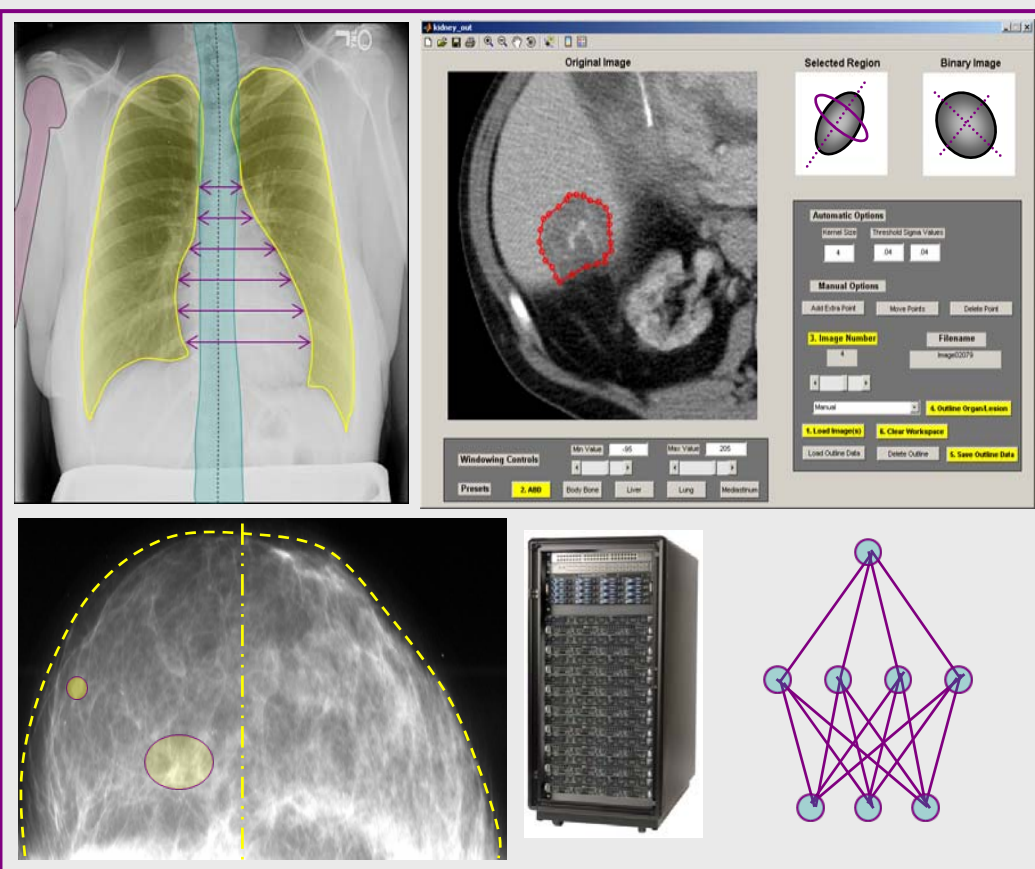 kidney_out
Original Image
Selected Region
Binary Image
Automatic Options
Kernel Size
Threshold Sigma Values
4
.04
.04
Manual Options
Add Extra Point
Move Points
Delete Point
3. Image Number
Filename
4
Image02079
Manual
4. Outline Organ/Lesion
1. Load Image(s)
6. Clear Workspace
Load Outline Data
Delete Outline
5. Save Outline Data
Windowing Controls
Min Value
-95
Max Value
205
Presets
2. ABD
Body Bone
Liver
Lung
Mediastinum